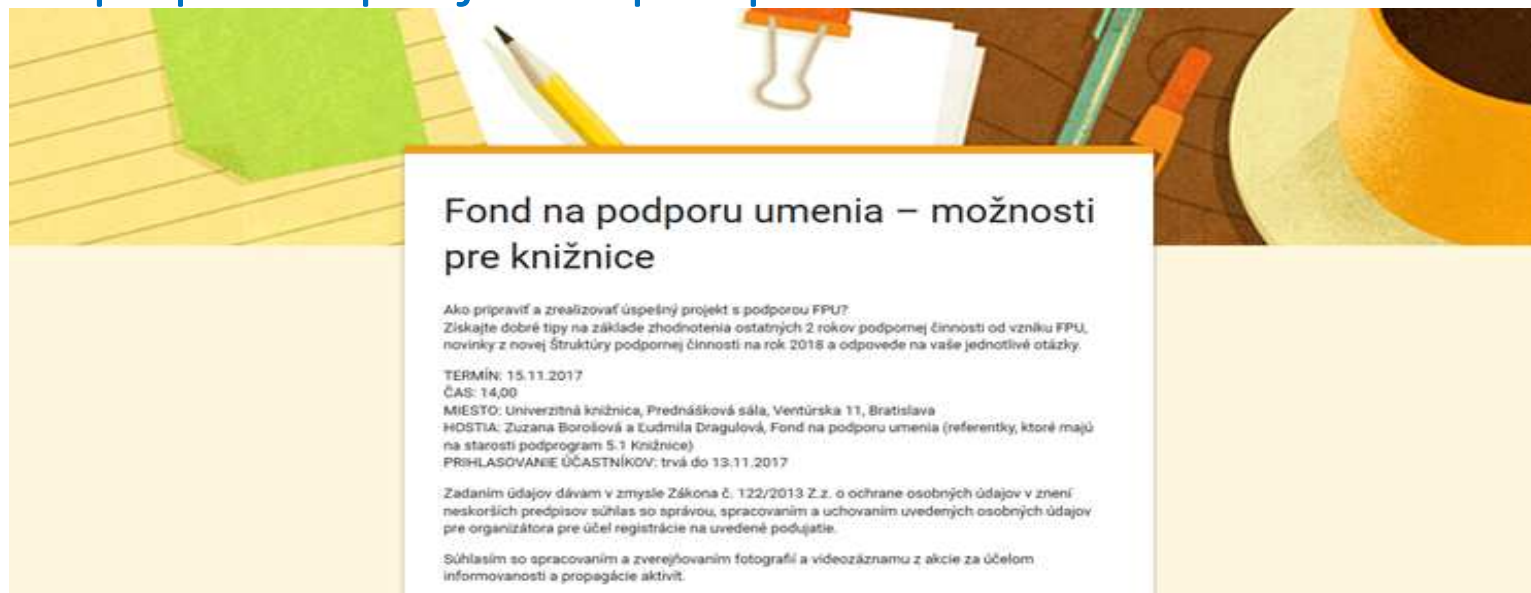 Fond na podporu umenia – možnosti
pre knižnice
Ako pripraviť a zrealizovať úspešný projekt s podporou FPU?
Získajte dobré tipy na základe zhodnotenia ostatných 2 rokov podpornej činnosti od vzniku FPU,
novinky z novej Štruktúry podpornej činnosti na rok 2018 a odpovede na vaše jednotlivé otázky.
TERMÍN: 15.11.2017
ČAS: 14,00
MIESTO: Univerzitná knižnica, Prednášková sála, Ventúrska 11, Bratislava
HOSTIA: Zuzana Borošová a Ľudmila Dragulová, Fond na podporu umenia (referentky, ktoré majú
na starosti podprogram 5.1 Knižnice)
PRIHLASOVANIE ÚČASTNÍKOV: trvá do 13.11.2017
Zadaním údajov dávam v zmysle Zákona č. 122/2013 Z.z. o ochrane osobných údajov v znení
neskorších predpisov súhlas so správou, spracovaním a uchovaním uvedených osobných údajov
pre organizátora pre účel registrácie na uvedené podujatie.
Súhlasím so spracovaním a zverejňovaním fotografií a videozáznamu z akcie za účelom
informovanosti a propagácie aktivít.